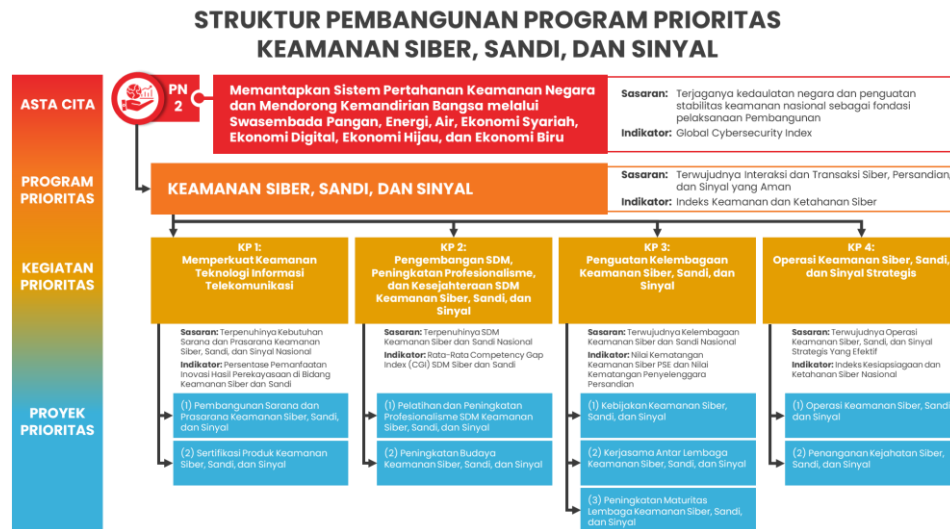 STRUKTUR PEMBANGUNAN PROGRAM PRIORITAS
KEAMANAN SIBER, SANDI, DAN SINYAL
ASTA CITA
PN
2
Memantapkan Sistem Pertahanan Keamanan Negara
dan Mendorong Kemandirian Bangsa melalui
Swasembada Pangan, Energi, Air, Ekonomi Syariah,
Ekonomi Digital, Ekonomi Hijau, dan Ekonomi Biru
Sasaran: Terjaganya kedaulatan negara dan penguatan
stabilitas keamanan nasional sebagai fondasi
pelaksanaan Pembangunan
Indikator: Global Cybersecurity Index
PROGRAM
PRIORITAS
KEAMANAN SIBER, SANDI, DAN SINYAL
Sasaran: Terwujudnya Interaksi dan Transaksi Siber, Persandian,
dan Sinyal yang Aman
Indikator: Indeks Keamanan dan Ketahanan Siber
KEGIATAN
PRIORITAS
KP 1:
Memperkuat Keamanan
Teknologi Informasi
Telekomunikasi
Sasaran: Terpenuhinya Kebutuhan
Sarana dan Prasarana Keamanan
Siber, Sandi, dan Sinyal Nasional
Indikator: Persentase Pemanfaatan
Inovasi Hasil Perekayasaan di Bidang
Keamanan Siber dan Sandi
KP 2:
Pengembangan SDM,
Peningkatan Profesionalisme,
dan Kesejahteraan SDM
Keamanan Siber, Sandi, dan
Sinyal
Sasaran: Terpenuhinya SDM
Keamanan Siber dan Sandi Nasional
Indikator: Rata-Rata Competency Gap
Index (CGI) SDM Siber dan Sandi
KP 3:
Penguatan Kelembagaan
Keamanan Siber, Sandi, dan
Sinyal
Sasaran: Terwujudnya Kelembagaan
Keamanan Siber dan Sandi Nasional
Indikator: Nilai Kematangan
Keamanan Siber PSE dan Nilai
Kematangan Penyelenggara
Persandian
KP 4:
Operasi Keamanan Siber, Sandi,
dan Sinyal Strategis
Sasaran: Terwujudnya Operasi
Keamanan Siber, Sandi, dan Sinyal
Strategis Yang Efektif
Indikator: Indeks Kesiapsiagaan dan
Ketahanan Siber Nasional
PROYEK
PRIORITAS
(1) Pembangunan Sarana dan
Prasarana Keamanan Siber, Sandi,
dan Sinyal
(2) Sertifikasi Produk Keamanan
Siber, Sandi, dan Sinyal
(1) Pelatihan dan Peningkatan
Profesionalisme SDM Keamanan
Siber, Sandi, dan Sinyal
(2) Peningkatan Budaya
Keamanan Siber, Sandi, dan Sinyal
(1) Kebijakan Keamanan Siber,
Sandi, dan Sinyal
(2) Kerjasama Antar Lembaga
Keamanan Siber, Sandi, dan Sinyal
(3) Peningkatan Maturitas
Lembaga Keamanan Siber, Sandi,
dan Sinyal
(1) Operasi Keamanan Siber, Sandi,
dan Sinyal
(2) Penanganan Kejahatan Siber,
Sandi, dan Sinyal